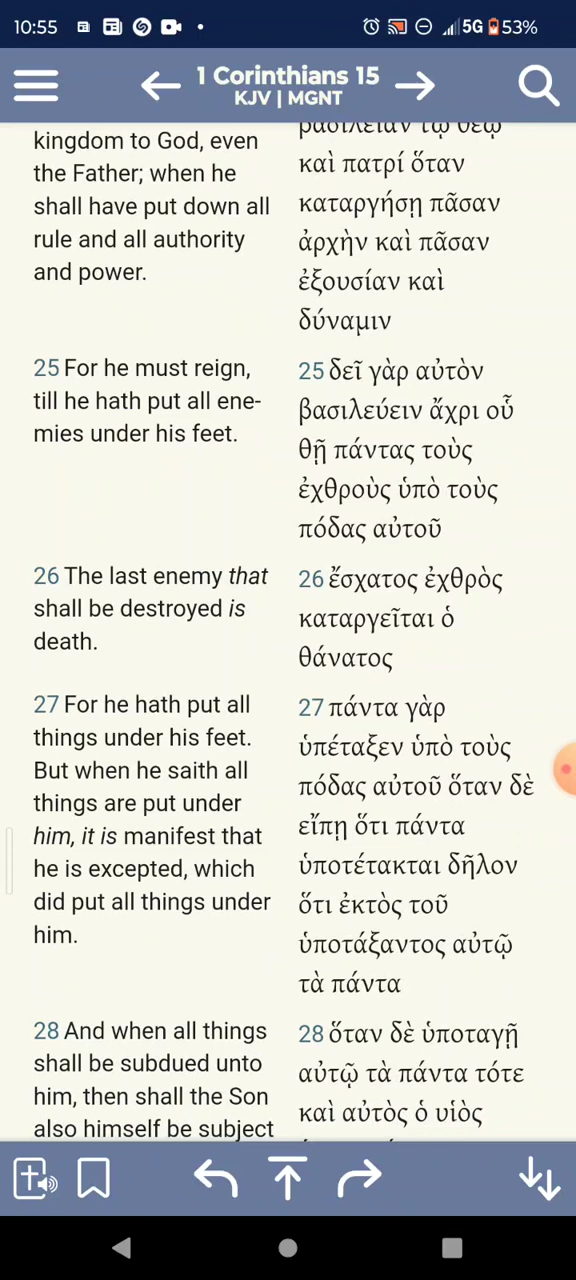 10:55
5G 53%
1 Corinthians 15
KJV | MGNT
kingdom to God, even
the Father; when he
shall have put down all
rule and all authority
and power.
βασιλείαν τῷ θεῷ
καὶ πατρί ὅταν
καταργήσῃ πᾶσαν
ἀρχὴν καὶ πᾶσαν
ἐξουσίαν καὶ
δύναμιν
25 For he must reign,
till he hath put all ene-
mies under his feet.
25 δεῖ γὰρ αὐτὸν
βασιλεύειν ἄχρι οὗ
θῇ πάντας τοὺς
ἐχθροὺς ὑπὸ τοὺς
πόδας αὐτοῦ
26 The last enemy that
shall be destroyed is
death.
26 ἔσχατος ἐχθρὸς
καταργεῖται ὁ
θάνατος
27 For he hath put all
things under his feet.
But when he saith all
things are put under
him, it is manifest that
he is excepted, which
did put all things under
him.
27 πάντα γὰρ
ὑπέταξεν ὑπὸ τοὺς
πόδας αὐτοῦ ὅταν δὲ
εἴπῃ ὅτι πάντα
ὑποτέτακται δῆλον
ὅτι ἐκτὸς τοῦ
ὑποτάξαντος αὐτῷ
τὰ πάντα
28 And when all things
shall be subdued unto
him, then shall the Son
also himself be subject
28 ὅταν δὲ ὑποταγῇ
αὐτῷ τὰ πάντα τότε
καὶ αὐτὸς ὁ υἱὸς